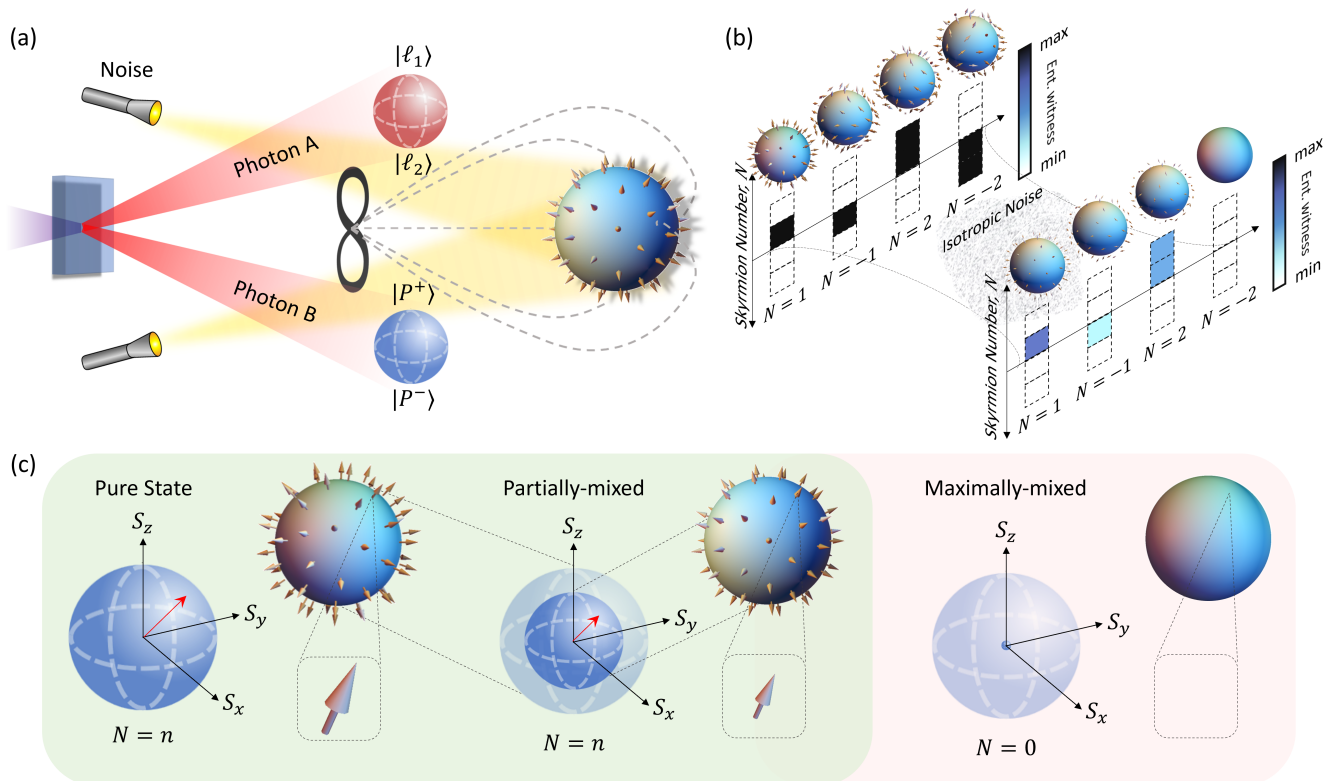 (a)
Noise
|ℓ₁⟩
Photon A
|ℓ₂⟩
Photon B
|P⁺⟩
|P⁻⟩
(b)
max
Ent. witness
min
Skyrmion Number, N
N = 1
N = −1
N = 2
N = −2
Isotropic Noise
max
Ent. witness
min
Skyrmion Number, N
N = 1
N = −1
N = 2
N = −2
(c)
Pure State
S_z
S_y
S_x
N = n
Partially-mixed
S_z
S_y
S_x
N = n
Maximally-mixed
S_z
S_y
S_x
N = 0